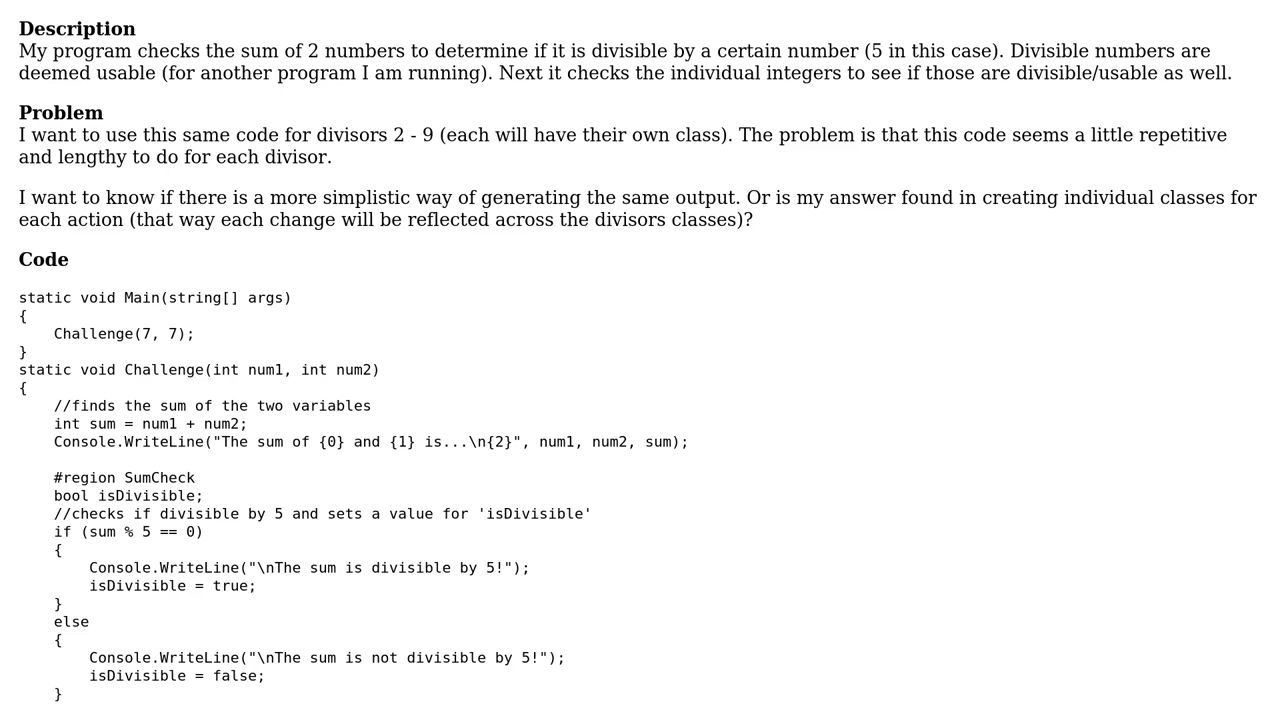 Description
My program checks the sum of 2 numbers to determine if it is divisible by a certain number (5 in this case). Divisible numbers are
deemed usable (for another program I am running). Next it checks the individual integers to see if those are divisible/usable as well.
Problem
I want to use this same code for divisors 2 - 9 (each will have their own class). The problem is that this code seems a little repetitive
and lengthy to do for each divisor.
I want to know if there is a more simplistic way of generating the same output. Or is my answer found in creating individual classes for
each action (that way each change will be reflected across the divisors classes)?
Code
static void Main(string[] args)
{
    Challenge(7, 7);
}
static void Challenge(int num1, int num2)
{
    //finds the sum of the two variables
    int sum = num1 + num2;
    Console.WriteLine("The sum of {0} and {1} is...\n{2}", num1, num2, sum);
    #region SumCheck
    bool isDivisible;
    //checks if divisible by 5 and sets a value for 'isDivisible'
    if (sum % 5 == 0)
    {
        Console.WriteLine("\nThe sum is divisible by 5!");
        isDivisible = true;
    }
    else
    {
        Console.WriteLine("\nThe sum is not divisible by 5!");
        isDivisible = false;
    }